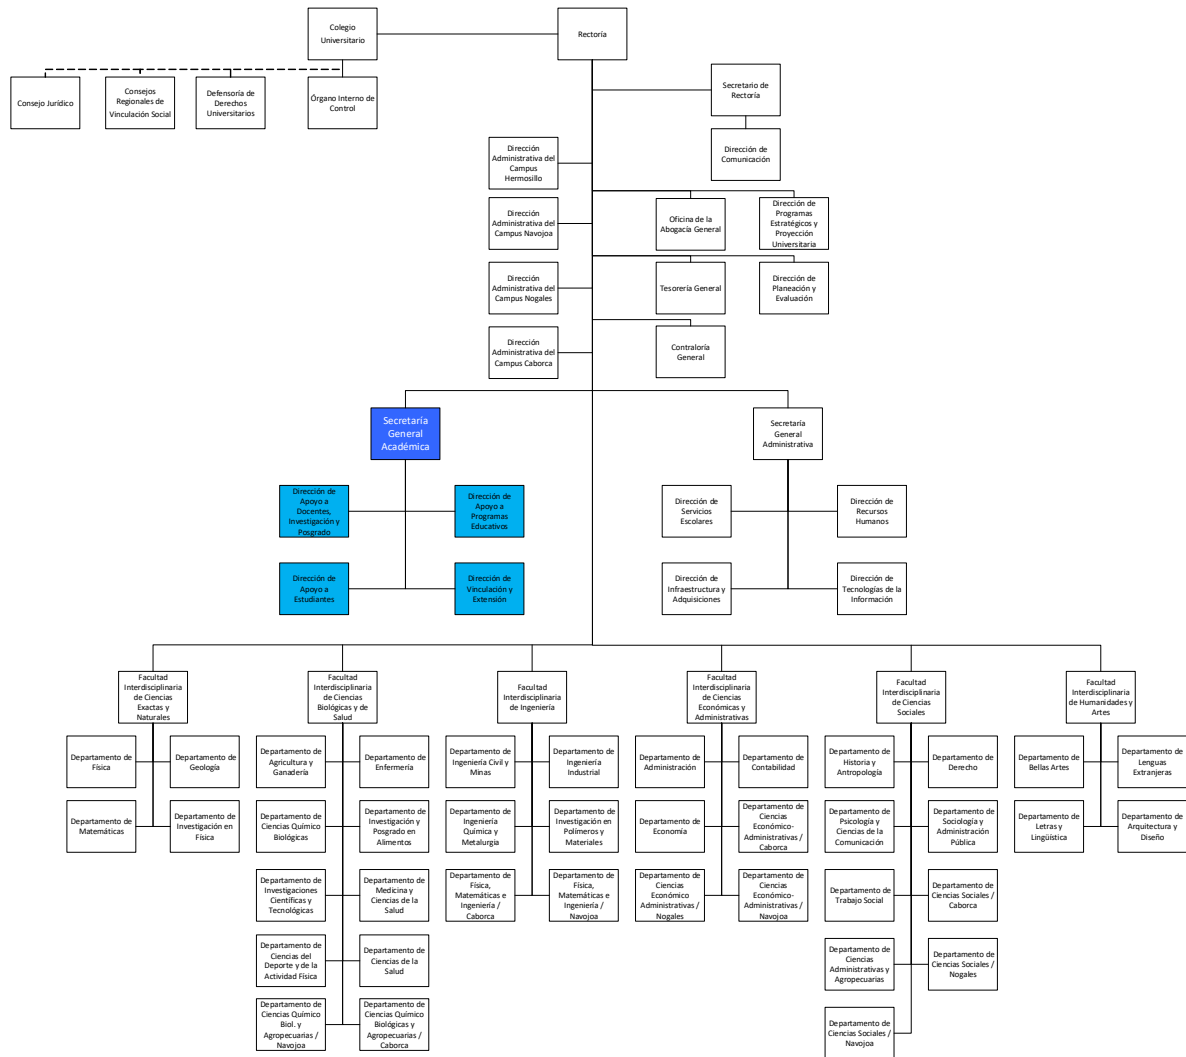 Colegio
Universitario
Rectoría
Consejo Jurídico
Consejos
Regionales de
Vinculación Social
Defensoría de
Derechos
Universitarios
Órgano Interno de
Control
Secretario de
Rectoría
Dirección de
Comunicación
Dirección
Administrativa del
Campus
Hermosillo
Dirección
Administrativa del
Campus Navojoa
Oficina de la
Abogacía General
Dirección de
Programas
Estratégicos y
Proyección
Universitaria
Dirección
Administrativa del
Campus Nogales
Tesorería General
Dirección de
Planeación y
Evaluación
Dirección
Administrativa del
Campus Caborca
Contraloría
General
Secretaría
General
Académica
Secretaría
General
Administrativa
Dirección de
Apoyo a
Docentes,
Investigación y
Posgrado
Dirección de
Apoyo a
Programas
Educativos
Dirección de
Servicios
Escolares
Dirección de
Recursos
Humanos
Dirección de
Apoyo a
Estudiantes
Dirección de
Vinculación y
Extensión
Dirección de
Infraestructura y
Adquisiciones
Dirección de
Tecnologías de la
Información
Facultad
Interdisciplinaria
de Ciencias
Exactas y
Naturales
Facultad
Interdisciplinaria
de Ciencias
Biológicas y de
Salud
Facultad
Interdisciplinaria
de Ingeniería
Facultad
Interdisciplinaria
de Ciencias
Económicas y
Administrativas
Facultad
Interdisciplinaria
de Ciencias
Sociales
Facultad
Interdisciplinaria
de Humanidades y
Artes
Departamento de
Física
Departamento de
Geología
Departamento de
Agricultura y
Ganadería
Departamento de
Enfermería
Departamento de
Ingeniería Civil y
Minas
Departamento de
Ingeniería
Industrial
Departamento de
Administración
Departamento de
Contabilidad
Departamento de
Historia y
Antropología
Departamento de
Derecho
Departamento de
Bellas Artes
Departamento de
Lenguas
Extranjeras
Departamento de
Matemáticas
Departamento de
Investigación en
Física
Departamento de
Ciencias Químico
Biológicas
Departamento de
Investigación y
Posgrado en
Alimentos
Departamento de
Ingeniería
Química y
Metalurgia
Departamento de
Investigación en
Polímeros y
Materiales
Departamento de
Economía
Departamento de
Ciencias
Económico-
Administrativas /
Caborca
Departamento de
Psicología y
Ciencias de la
Comunicación
Departamento de
Sociología y
Administración
Pública
Departamento de
Letras y
Lingüística
Departamento de
Arquitectura y
Diseño
Departamento de
Investigaciones
Científicas y
Tecnológicas
Departamento de
Medicina y
Ciencias de la
Salud
Departamento de
Física,
Matemáticas e
Ingeniería /
Caborca
Departamento de
Física,
Matemáticas e
Ingeniería / Navojoa
Departamento de
Ciencias
Económico
Administrativas /
Nogales
Departamento de
Ciencias
Económico-
Administrativas /
Navojoa
Departamento de
Trabajo Social
Departamento de
Ciencias Sociales /
Caborca
Departamento de
Ciencias del
Deporte y de la
Actividad Física
Departamento de
Ciencias de la
Salud
Departamento de
Ciencias
Administrativas y
Agropecuarias
Departamento de
Ciencias Sociales /
Nogales
Departamento de
Ciencias Químico
Biol. y
Agropecuarias /
Navojoa
Departamento de
Ciencias Químico
Biológicas y
Agropecuarias /
Caborca
Departamento de
Ciencias Sociales /
Navojoa